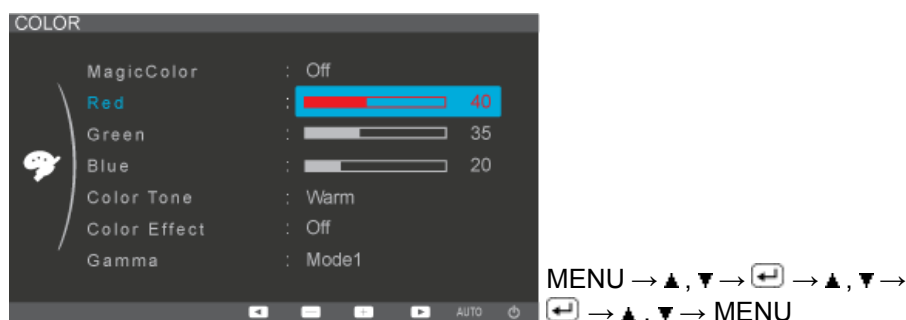 COLOR
MagicColor : Off
Red : 40
Green : 35
Blue : 20
Color Tone : Warm
Color Effect : Off
Gamma : Mode1
AUTO
MENU → ▲ , ▼ → ↵ → ▲ , ▼ →
↵ → ▲ , ▼ → MENU